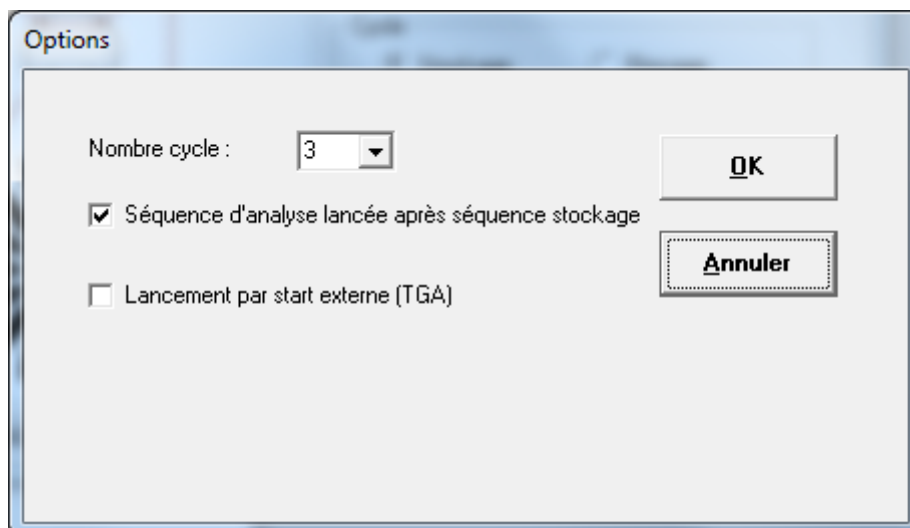 Options
Nombre cycle :
3
OK
Séquence d'analyse lancée après séquence stockage
Annuler
Lancement par start externe (TGA)